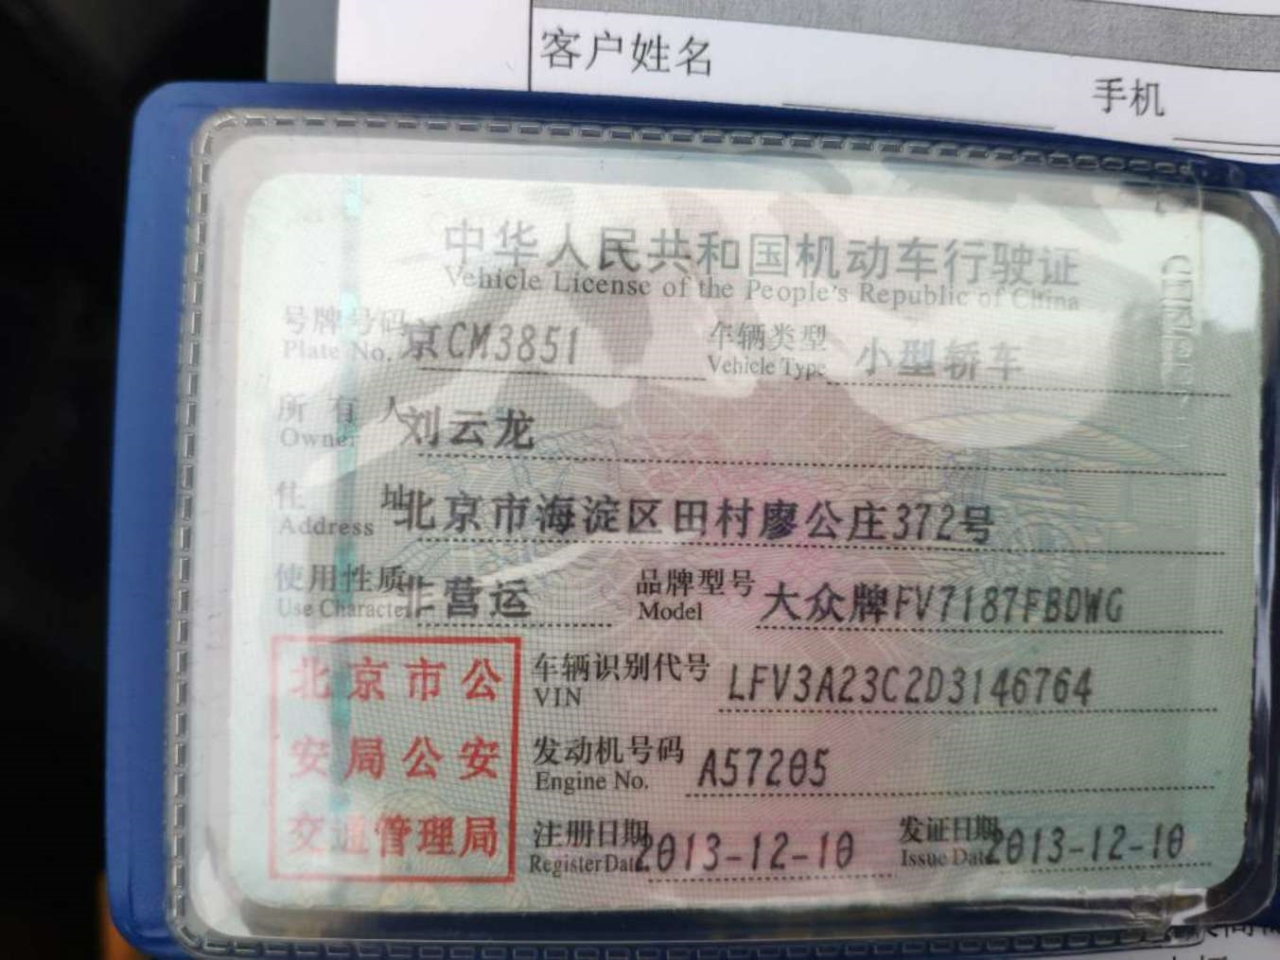 客户姓名
手机
中华人民共和国机动车行驶证
Vehicle License of the People's Republic of China
号牌号码 京CM3851 车辆类型 小型轿车
Plate No. Vehicle Type
所有人 刘云龙
Owner
住址 北京市海淀区田村廖公庄372号
Address
使用性质 非营运 品牌型号 大众牌FV7187FBDWG
Use Character Model
北京市公
安局公安
交通管理局
车辆识别代号 LFV3A23C2D3146764
VIN
发动机号码 A57205
Engine No.
注册日期 2013-12-10 发证日期 2013-12-10
Register Date Issue Date